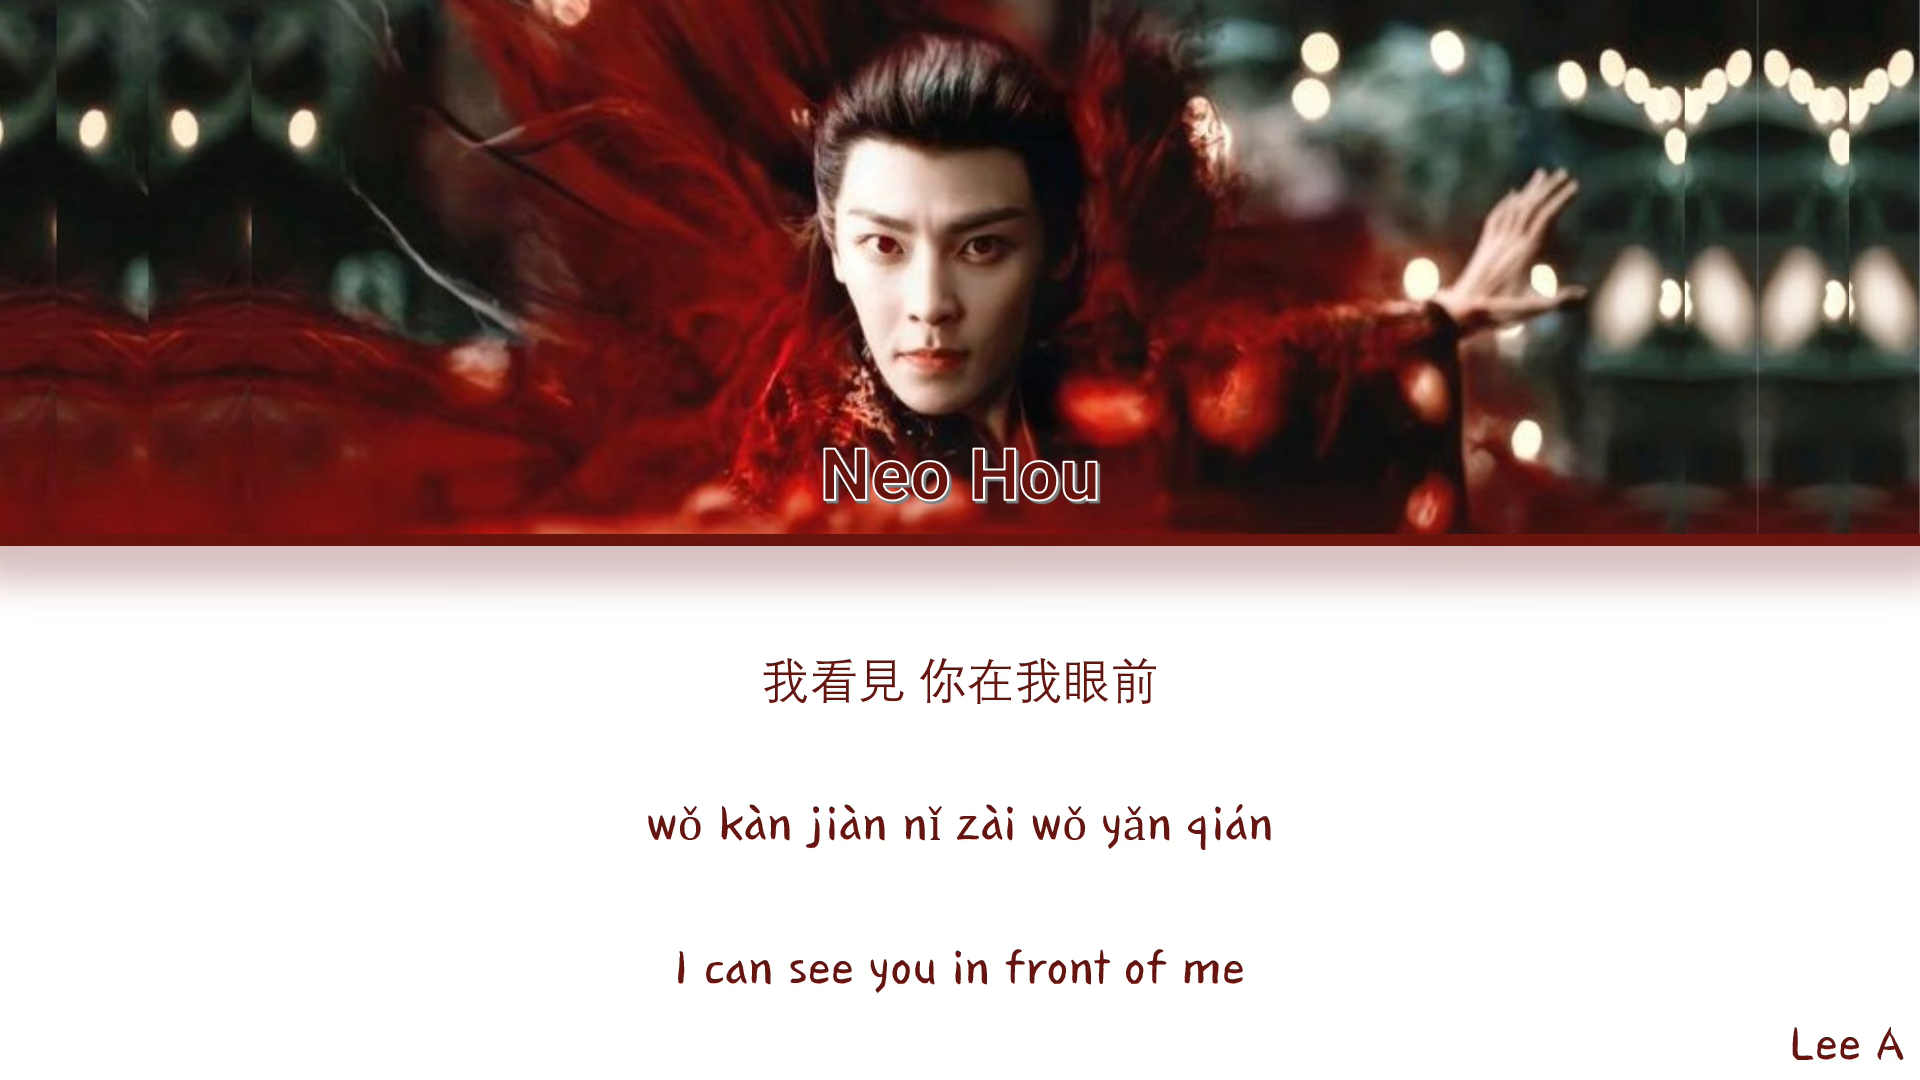 Neo Hou
我看見 你在我眼前
wǒ kàn jiàn nǐ zài wǒ yǎn qián
I can see you in front of me
Lee A